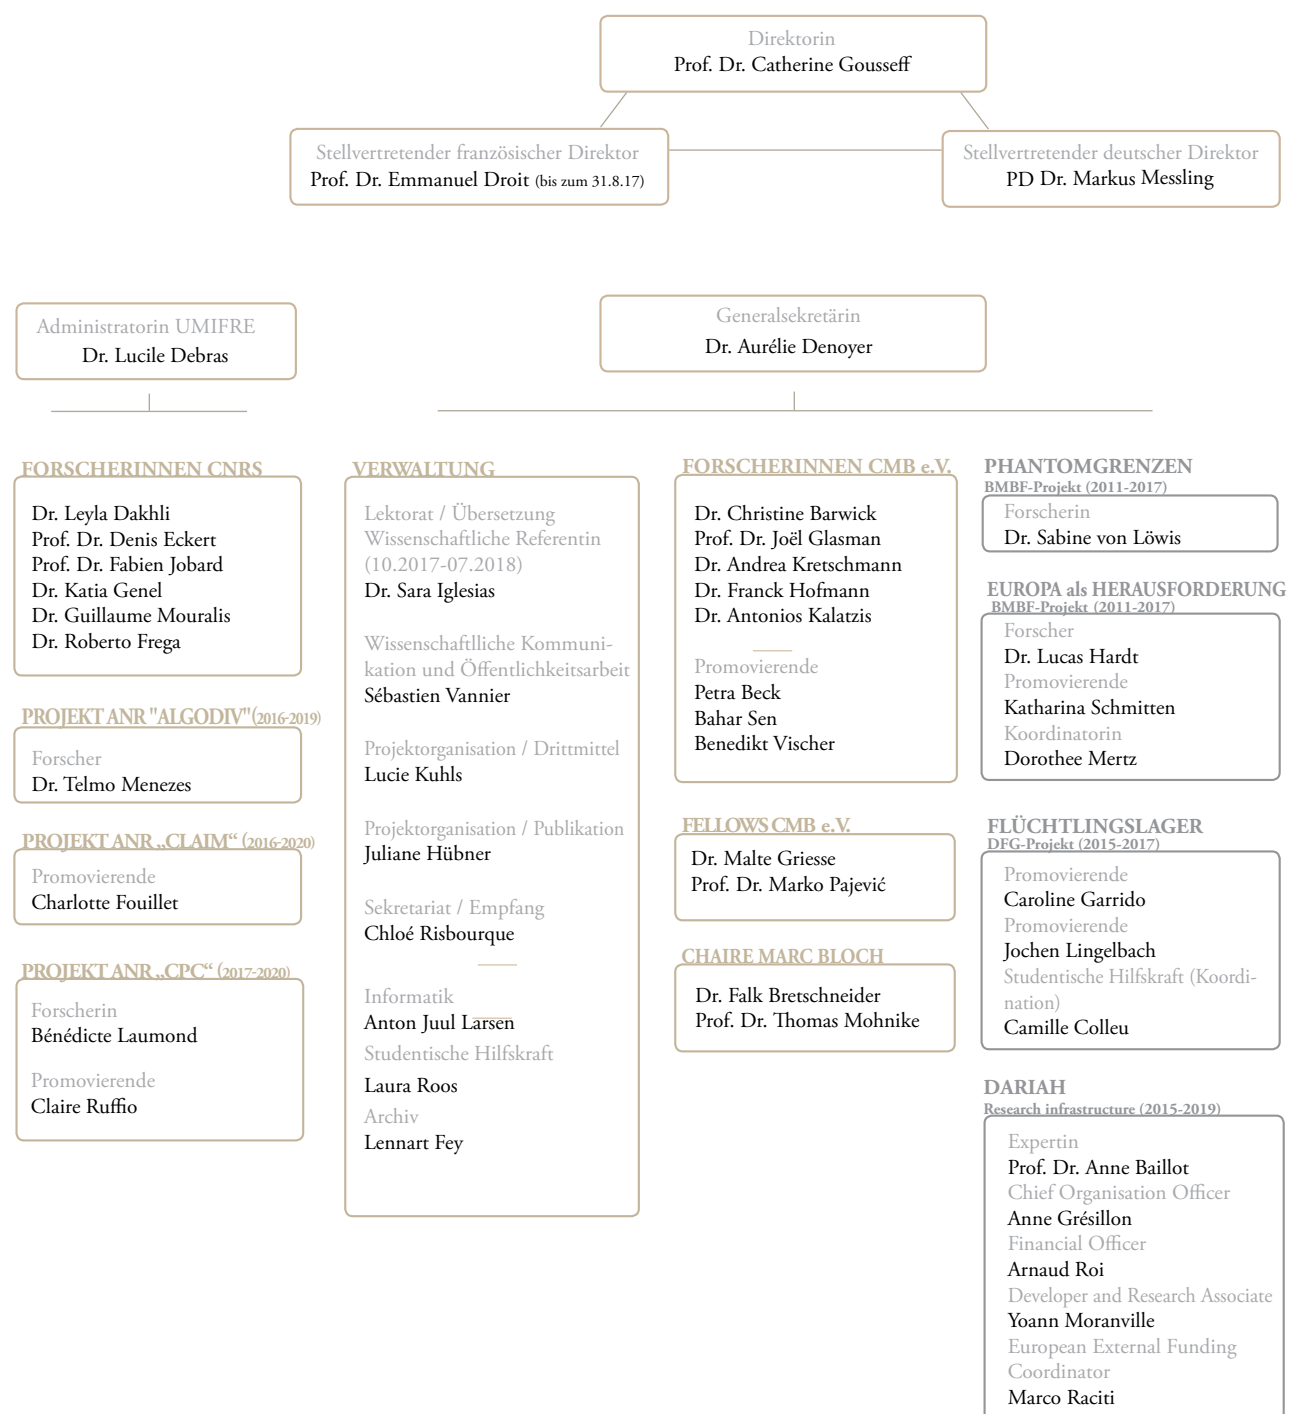 Direktorin
Prof. Dr. Catherine Gousseff
Stellvertretender französischer Direktor
Prof. Dr. Emmanuel Droit (bis zum 31.8.17)
Stellvertretender deutscher Direktor
PD Dr. Markus Messling
Administratorin UMIFRE
Dr. Lucile Debras
Generalsekretärin
Dr. Aurélie Denoyer
FORSCHERINNEN CNRS
Dr. Leyla Dakhli
Prof. Dr. Denis Eckert
Prof. Dr. Fabien Jobard
Dr. Katia Genel
Dr. Guillaume Mouralis
Dr. Roberto Frega
PROJEKT ANR "ALGODIV" (2016-2019)
Forscher
Dr. Telmo Menezes
PROJEKT ANR „CLAIM“ (2016-2020)
Promovierende
Charlotte Fouillet
PROJEKT ANR „CPC“ (2017-2020)
Forscherin
Bénédicte Laumond
Promovierende
Claire Ruffio
VERWALTUNG
Lektorat / Übersetzung
Wissenschaftliche Referentin
(10.2017-07.2018)
Dr. Sara Iglesias
Wissenschaftlliche Kommuni-
kation und Öffentlichkeitsarbeit
Sébastien Vannier
Projektorganisation / Drittmittel
Lucie Kuhls
Projektorganisation / Publikation
Juliane Hübner
Sekretariat / Empfang
Chloé Risbourque
Informatik
Anton Juul Larsen
Studentische Hilfskraft
Laura Roos
Archiv
Lennart Fey
FORSCHERINNEN CMB e.V.
Dr. Christine Barwick
Prof. Dr. Joël Glasman
Dr. Andrea Kretschmann
Dr. Franck Hofmann
Dr. Antonios Kalatzis
Promovierende
Petra Beck
Bahar Sen
Benedikt Vischer
FELLOWS CMB e.V.
Dr. Malte Griesse
Prof. Dr. Marko Pajević
CHAIRE MARC BLOCH
Dr. Falk Bretschneider
Prof. Dr. Thomas Mohnike
PHANTOMGRENZEN
BMBF-Projekt (2011-2017)
Forscherin
Dr. Sabine von Löwis
EUROPA als HERAUSFORDERUNG
BMBF-Projekt (2011-2017)
Forscher
Dr. Lucas Hardt
Promovierende
Katharina Schmitten
Koordinatorin
Dorothee Mertz
FLÜCHTLINGSLAGER
DFG-Projekt (2015-2017)
Promovierende
Caroline Garrido
Promovierende
Jochen Lingelbach
Studentische Hilfskraft (Koordi-
nation)
Camille Colleu
DARIAH
Research infrastructure (2015-2019)
Expertin
Prof. Dr. Anne Baillot
Chief Organisation Officer
Anne Grésillon
Financial Officer
Arnaud Roi
Developer and Research Associate
Yoann Moranville
European External Funding
Coordinator
Marco Raciti